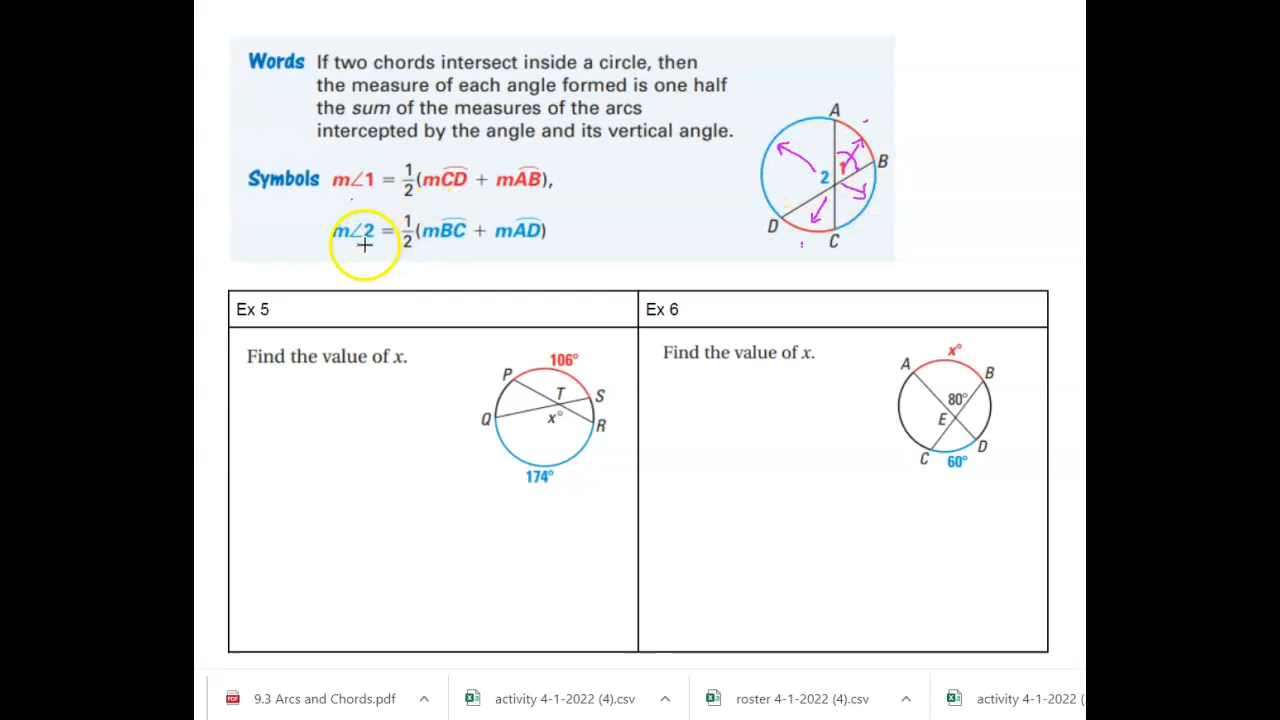 Words If two chords intersect inside a circle, then
the measure of each angle formed is one half
the sum of the measures of the arcs
intercepted by the angle and its vertical angle.
Symbols m∠1 = 1/2(mCD + mAB),
m∠2 = 1/2(mBC + mAD)
A
B
1
2
D
C
Ex 5
Find the value of x.
106°
P
T
S
Q
x°
R
174°
Ex 6
Find the value of x.
x°
A
B
80°
E
D
C
60°
9.3 Arcs and Chords.pdf
activity 4-1-2022 (4).csv
roster 4-1-2022 (4).csv
activity 4-1-2022 (